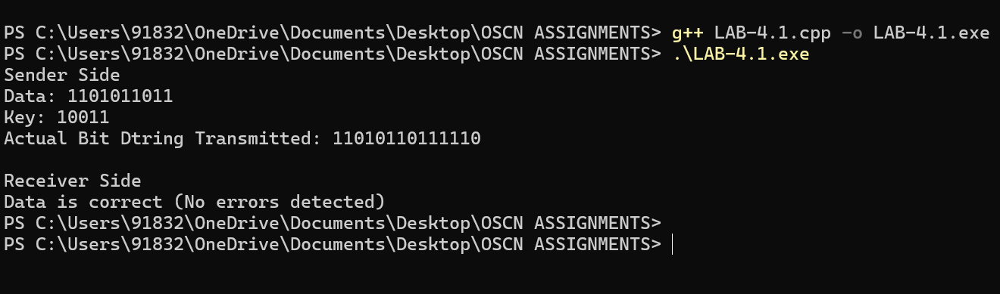 PS C:\Users\91832\OneDrive\Documents\Desktop\OSCN ASSIGNMENTS> g++ LAB-4.1.cpp -o LAB-4.1.exe
PS C:\Users\91832\OneDrive\Documents\Desktop\OSCN ASSIGNMENTS> .\LAB-4.1.exe
Sender Side
Data: 1101011011
Key: 10011
Actual Bit Dtring Transmitted: 11010110111110
Receiver Side
Data is correct (No errors detected)
PS C:\Users\91832\OneDrive\Documents\Desktop\OSCN ASSIGNMENTS>
PS C:\Users\91832\OneDrive\Documents\Desktop\OSCN ASSIGNMENTS>